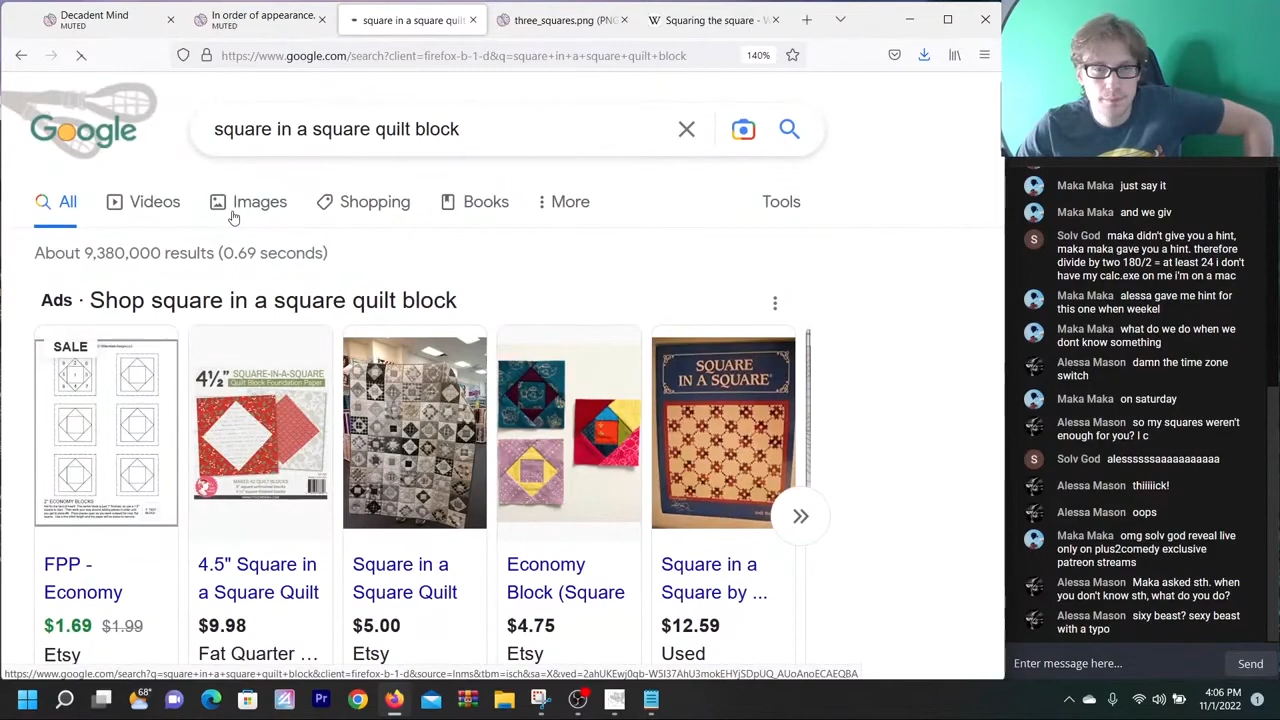 Decadent Mind
MUTED
In order of appearance.
MUTED
square in a square quilt
three_squares.png (PNG
Squaring the square -
https://www.google.com/search?client=firefox-b-1-d&q=square+in+a+square+quilt+block
140%
Google
square in a square quilt block
All
Videos
Images
Shopping
Books
More
Tools
About 9,380,000 results (0.69 seconds)
Ads · Shop square in a square quilt block
SALE
4½" SQUARE-IN-A-SQUARE
Quilt Block Foundation Paper
SQUARE
IN A SQUARE
FPP -
Economy
$1.69 $1.99
Etsy
4.5" Square in
a Square Quilt
$9.98
Fat Quarter ...
Square in a
Square Quilt
$5.00
Etsy
Economy
Block (Square
$4.75
Etsy
Square in a
Square by ...
$12.59
Used
Maka Maka just say it
Maka Maka and we giv
S
Solv God maka didn't give you a hint,
maka maka gave you a hint. therefore
divide by two 180/2 = at least 24 i don't
have my calc.exe on me i'm on a mac
Maka Maka alessa gave me hint for
this one when weekel
Maka Maka what do we do when we
dont know something
Alessa Mason damn the time zone
switch
Maka Maka on saturday
Alessa Mason so my squares weren't
enough for you? I c
S
Solv God alessssssaaaaaaaaaaa
Alessa Mason thiiiiick!
Alessa Mason oops
Maka Maka omg solv god reveal live
only on plus2comedy exclusive
patreon streams
Alessa Mason Maka asked sth. when
you don't know sth, what do you do?
Alessa Mason sixy beast? sexy beast
with a typo
Enter message here...
Send
68°
Pr
4:06 PM
11/1/2022
1